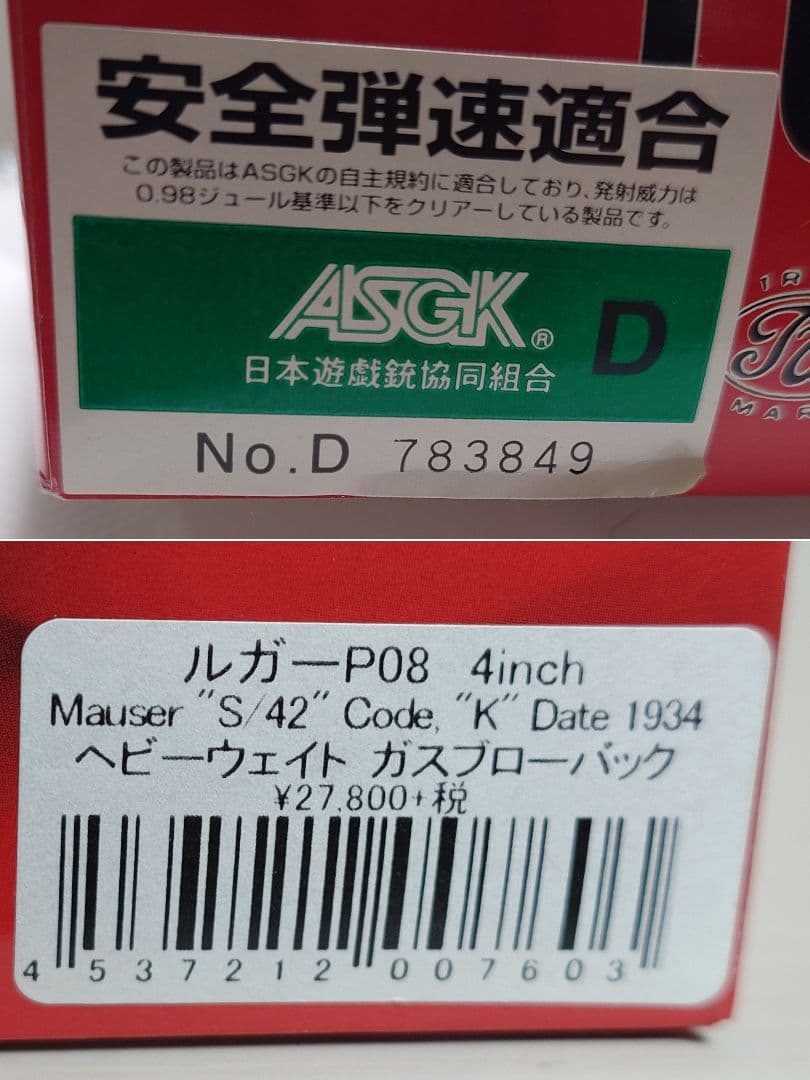 安全弾速適合
この製品はASGKの自主規約に適合しており、発射威力は
0.98ジュール基準以下をクリアーしている製品です。
ASGK® D
日本遊戯銃協同組合
No.D 783849
ルガーP08 4inch
Mauser "S/42" Code, "K" Date 1934
ヘビーウェイト ガスブローバック
¥27,800+税
4 537212 007603